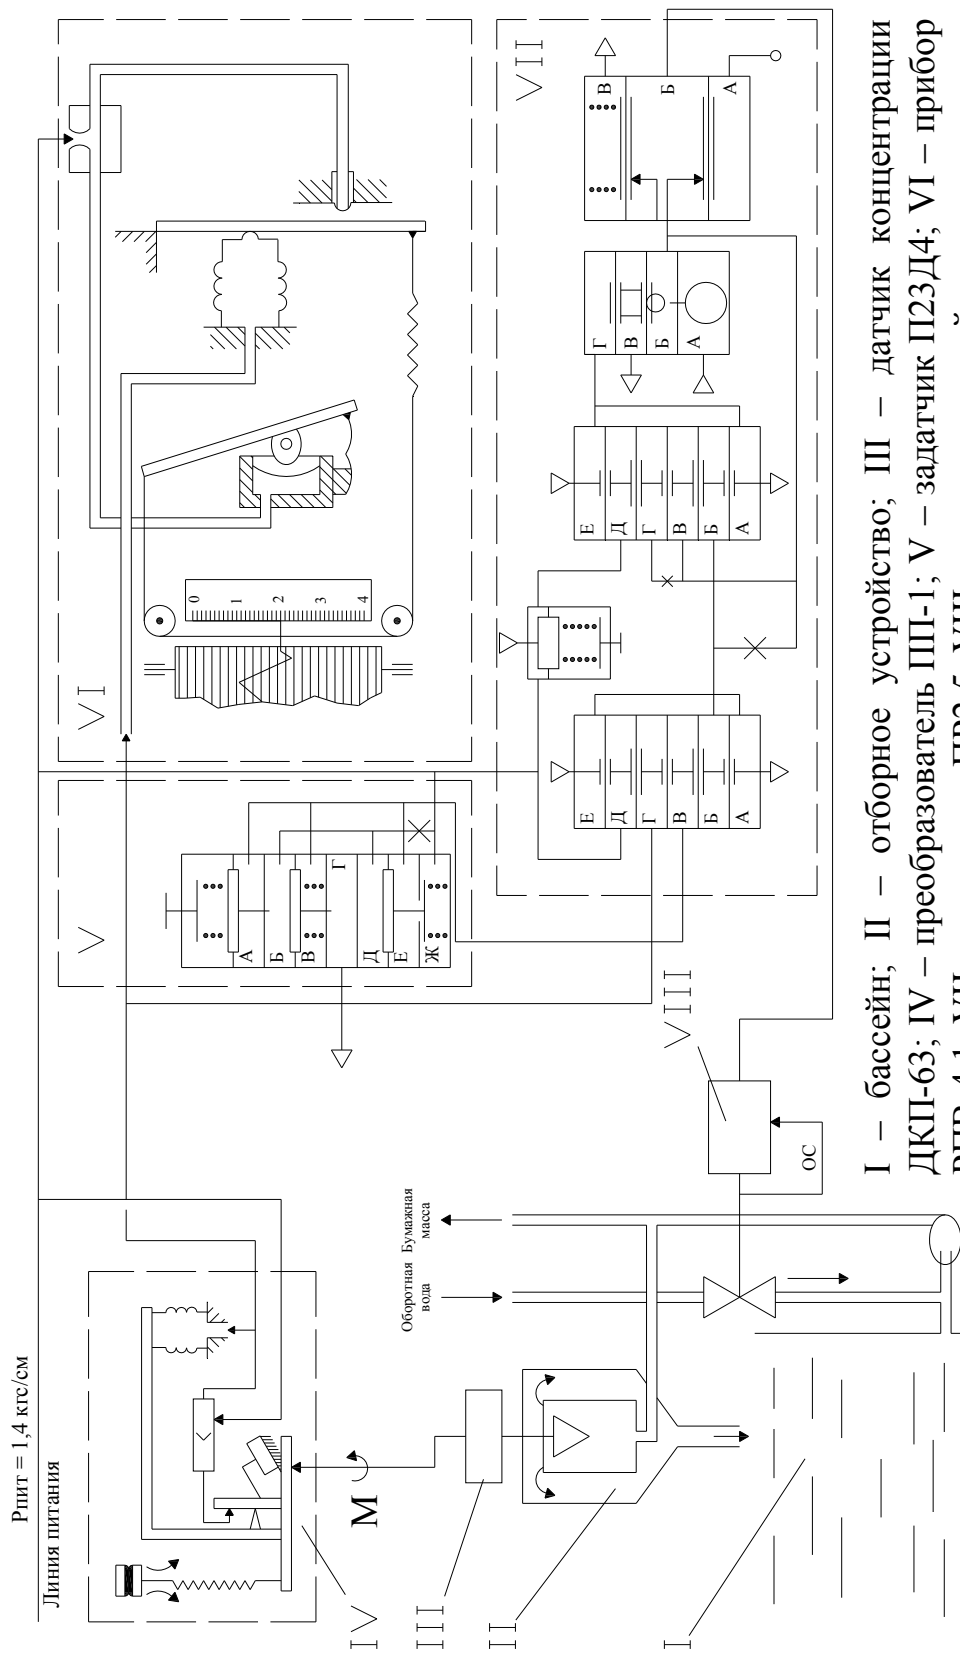 Pпит = 1,4 кгс/см
Линия питания
IV
М
III
II
I
Оборотная
вода
Бумажная
масса
ОС
VIII
V
А
Б
В
Г
Д
Е
Ж
VI
0
1
2
3
4
VII
Е
Д
Г
В
Б
А
Е
Д
Г
В
Б
А
Г
В
Б
А
В
Б
А
I – бассейн; II – отборное устройство; III – датчик концентрации
ДКП-63; IV – преобразователь ПП-1; V – задатчик П23Д4; VI – прибор